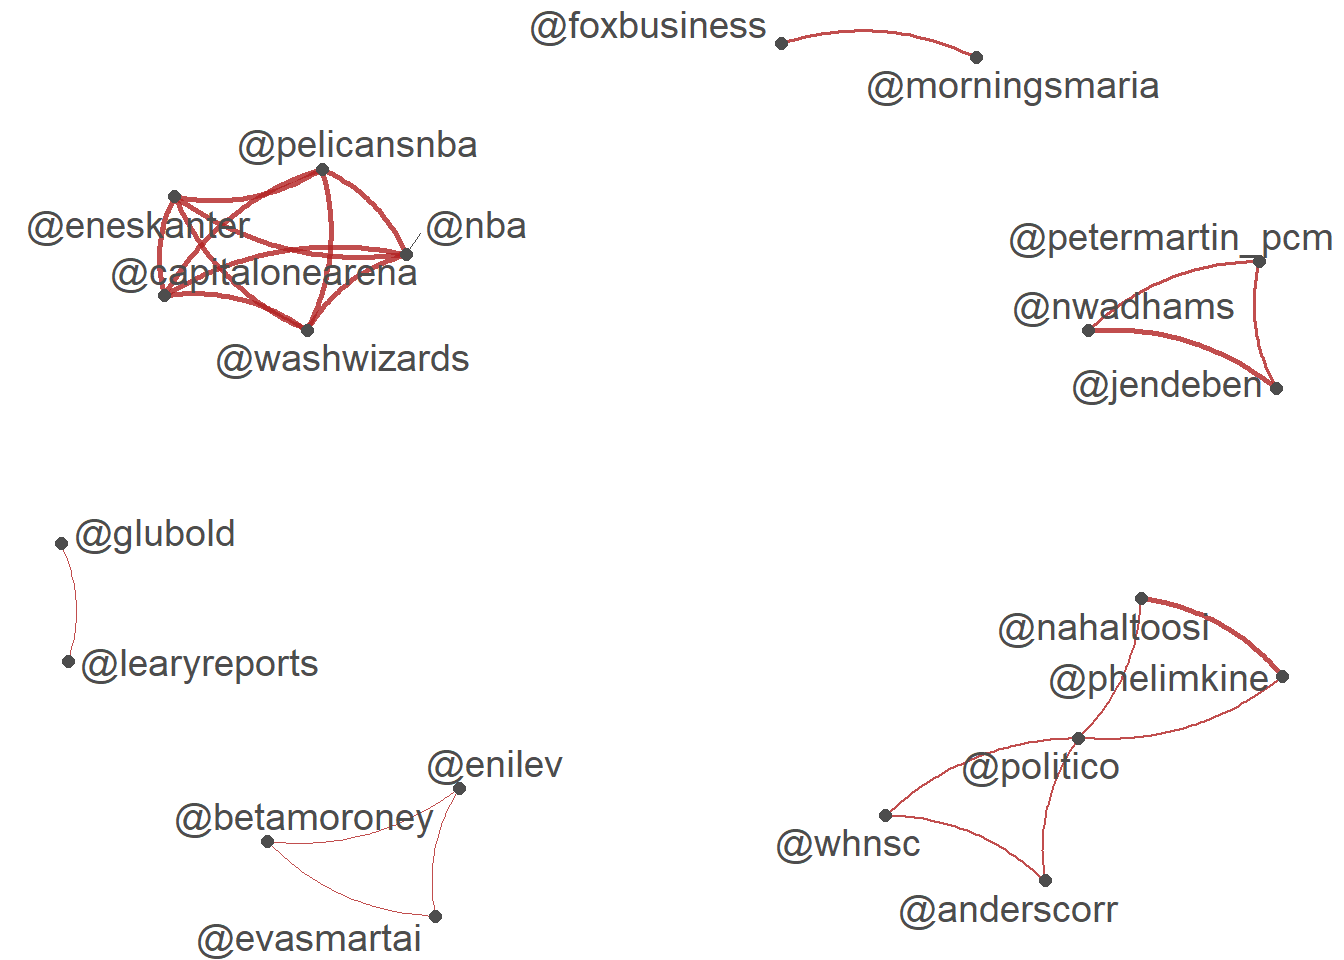 @foxbusiness
@morningsmaria
@pelicansnba
@eneskanter
@nba
@capitalonearena
@washwizards
@petermartin_pcm
@nwadhams
@jendeben
@glubold
@learyreports
@nahaltoosi
@phelimkine
@politico
@enilev
@betamoroney
@whnsc
@anderscorr
@evasmartai